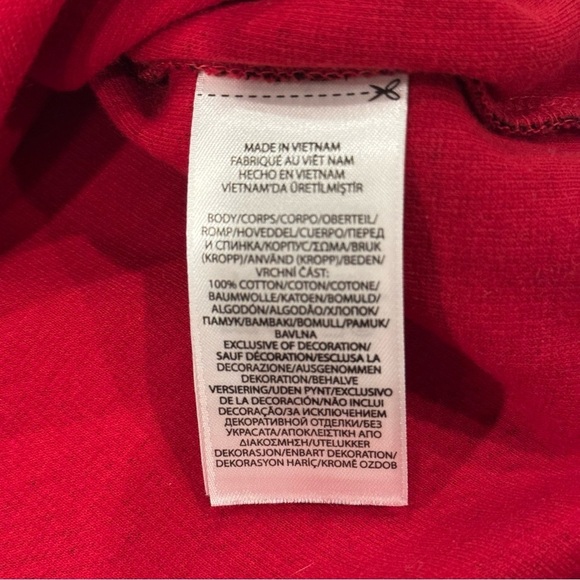 MADE IN VIETNAM
FABRIQUÉ AU VIÊT NAM
HECHO EN VIETNAM
VİETNAM'DA ÜRETİLMİŞTİR
BODY/CORPS/CORPO/OBERTEIL/
ROMP/HOVEDDEL/CUERPO/ПЕРЕД
И СПИНКА/КОРПУС/ΣΩΜΑ/BRUK
(KROPP)/ANVÄND (KROPP)/BEDEN/
VRCHNÍ ČÁST:
100% COTTON/COTON/COTONE/
BAUMWOLLE/KATOEN/BOMULD/
ALGODÓN/ALGODÃO/ХЛОПОК/
ПАМУК/ΒΑΜΒΑΚΙ/BOMULL/PAMUK/
BAVLNA
EXCLUSIVE OF DECORATION/
SAUF DÉCORATION/ESCLUSA LA
DECORAZIONE/AUSGENOMMEN
DEKORATION/BEHALVE
VERSIERING/UDEN PYNT/EXCLUSIVO
DE LA DECORACIÓN/NÃO INCLUI
DECORAÇÃO/ЗА ИСКЛЮЧЕНИЕМ
ДЕКОРАТИВНОЙ ОТДЕЛКИ/БЕЗ
УКРАСАТА/ΑΠΟΚΛΕΙΣΤΙΚΗ ΑΠΟ
ΔΙΑΚΟΣΜΗΣΗ/UTELUKKER
DEKORASJON/ENBART DEKORATION/
DEKORASYON HARİÇ/KROMĚ OZDOB